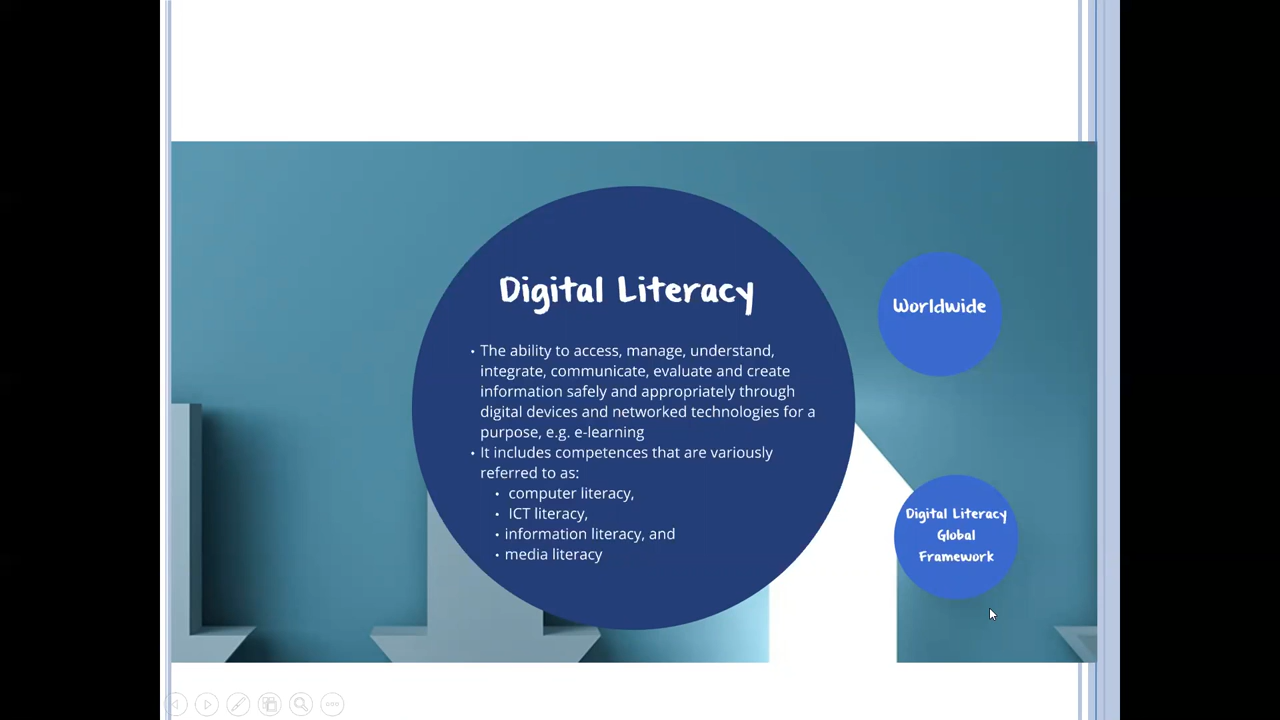 Digital Literacy
• The ability to access, manage, understand,
integrate, communicate, evaluate and create
information safely and appropriately through
digital devices and networked technologies for a
purpose, e.g. e-learning
• It includes competences that are variously
referred to as:
• computer literacy,
• ICT literacy,
• information literacy, and
• media literacy
Worldwide
Digital Literacy
Global
Framework